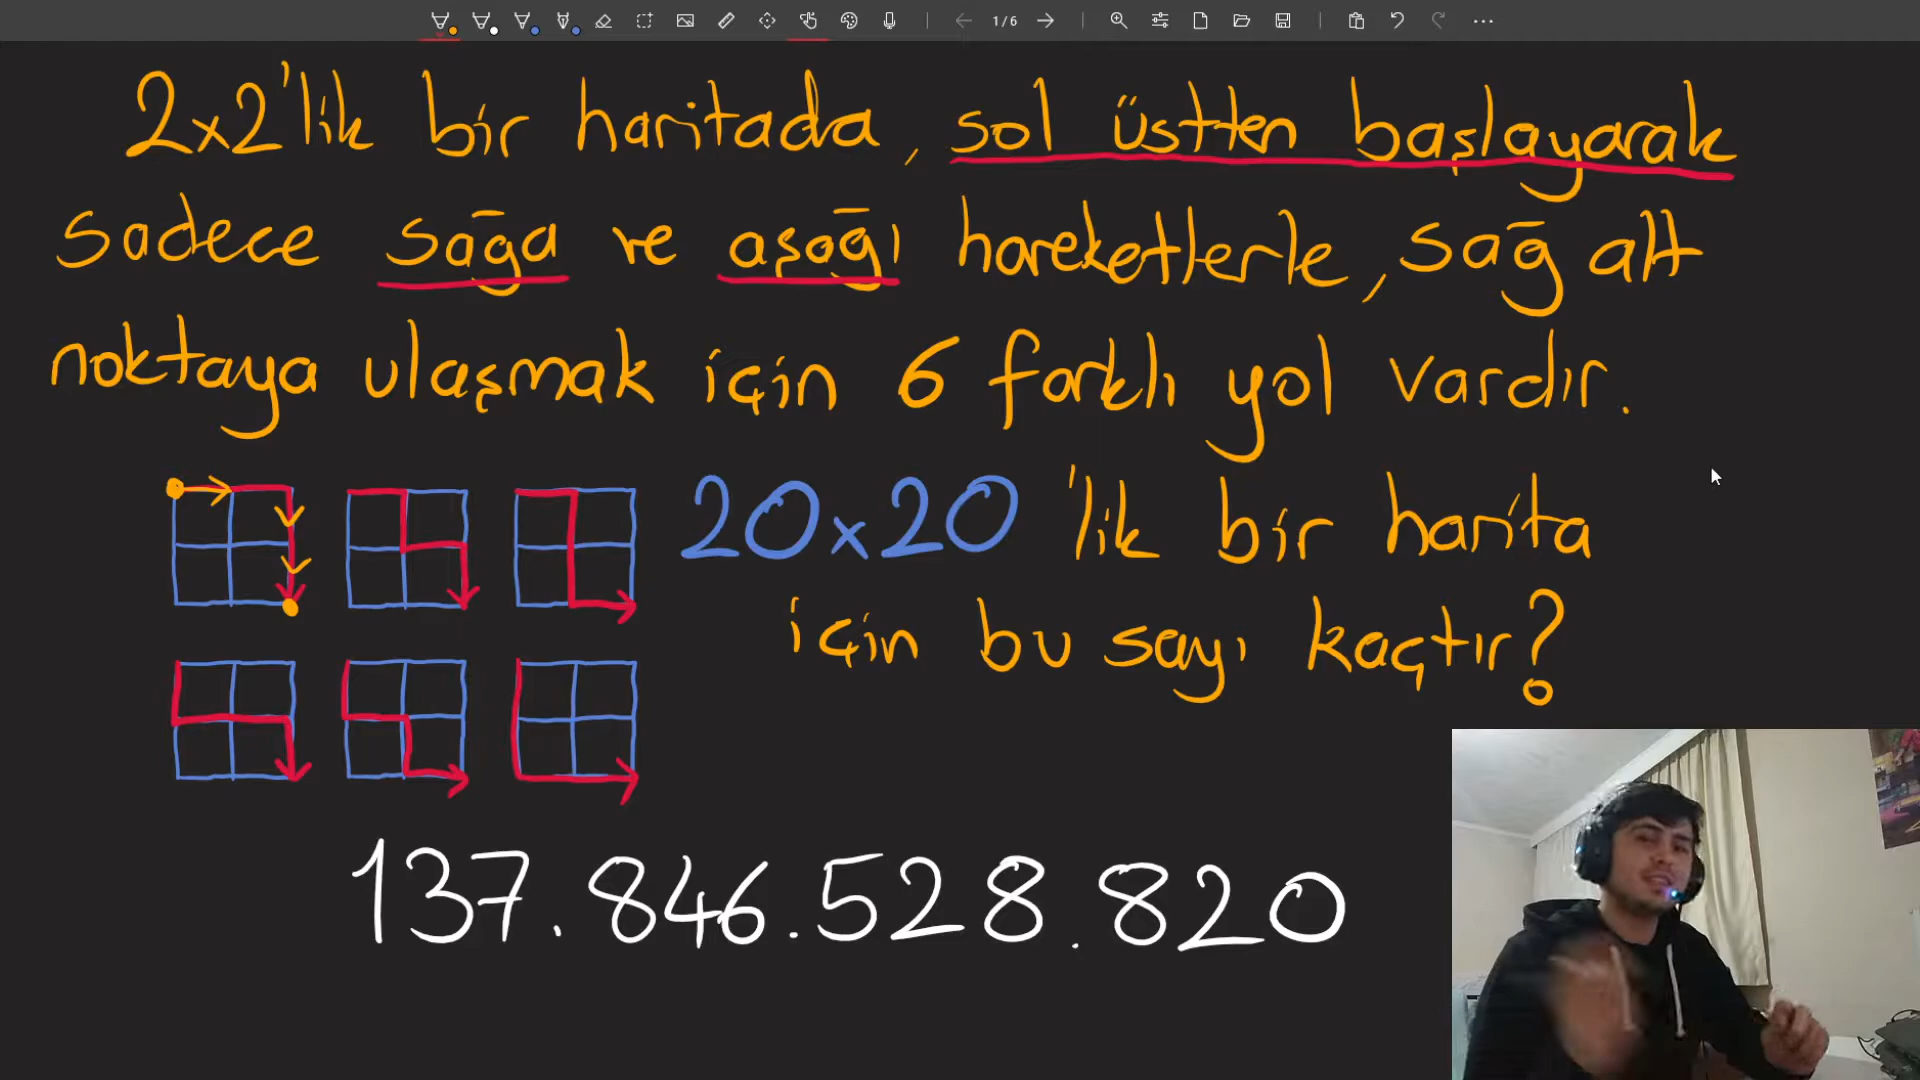 1/6
2x2'lik bir haritada, sol üstten başlayarak
sadece sağa ve aşağı hareketlerle, sağ alt
noktaya ulaşmak için 6 farklı yol vardır.
20x20 'lik bir harita
için bu sayı kaçtır?
137.846.528.820